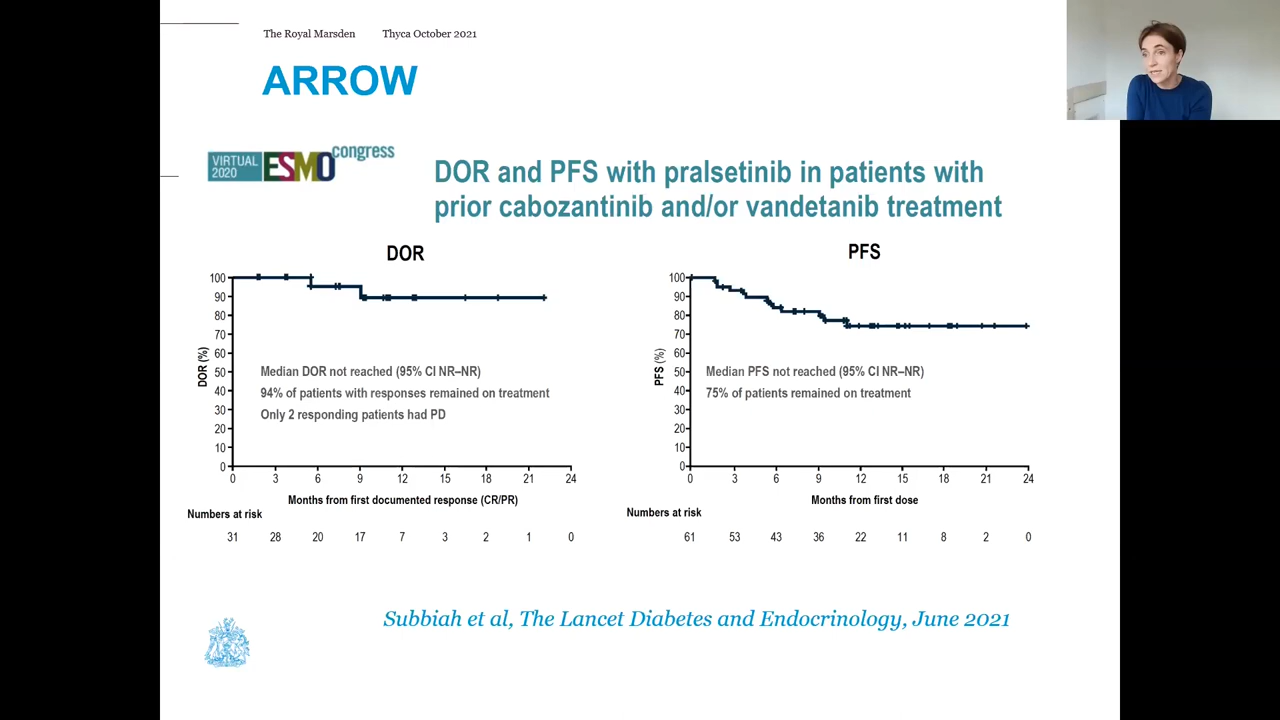 The Royal Marsden Thyca October 2021
ARROW
VIRTUAL 2020 ESMO congress
DOR and PFS with pralsetinib in patients with
prior cabozantinib and/or vandetanib treatment
DOR
100
90
80
70
60
50
40
30
20
10
0
DOR (%)
Median DOR not reached (95% CI NR–NR)
94% of patients with responses remained on treatment
Only 2 responding patients had PD
0 3 6 9 12 15 18 21 24
Months from first documented response (CR/PR)
Numbers at risk
31 28 20 17 7 3 2 1 0
PFS
100
90
80
70
60
50
40
30
20
10
0
PFS (%)
Median PFS not reached (95% CI NR–NR)
75% of patients remained on treatment
0 3 6 9 12 15 18 21 24
Months from first dose
Numbers at risk
61 53 43 36 22 11 8 2 0
Subbiah et al, The Lancet Diabetes and Endocrinology, June 2021